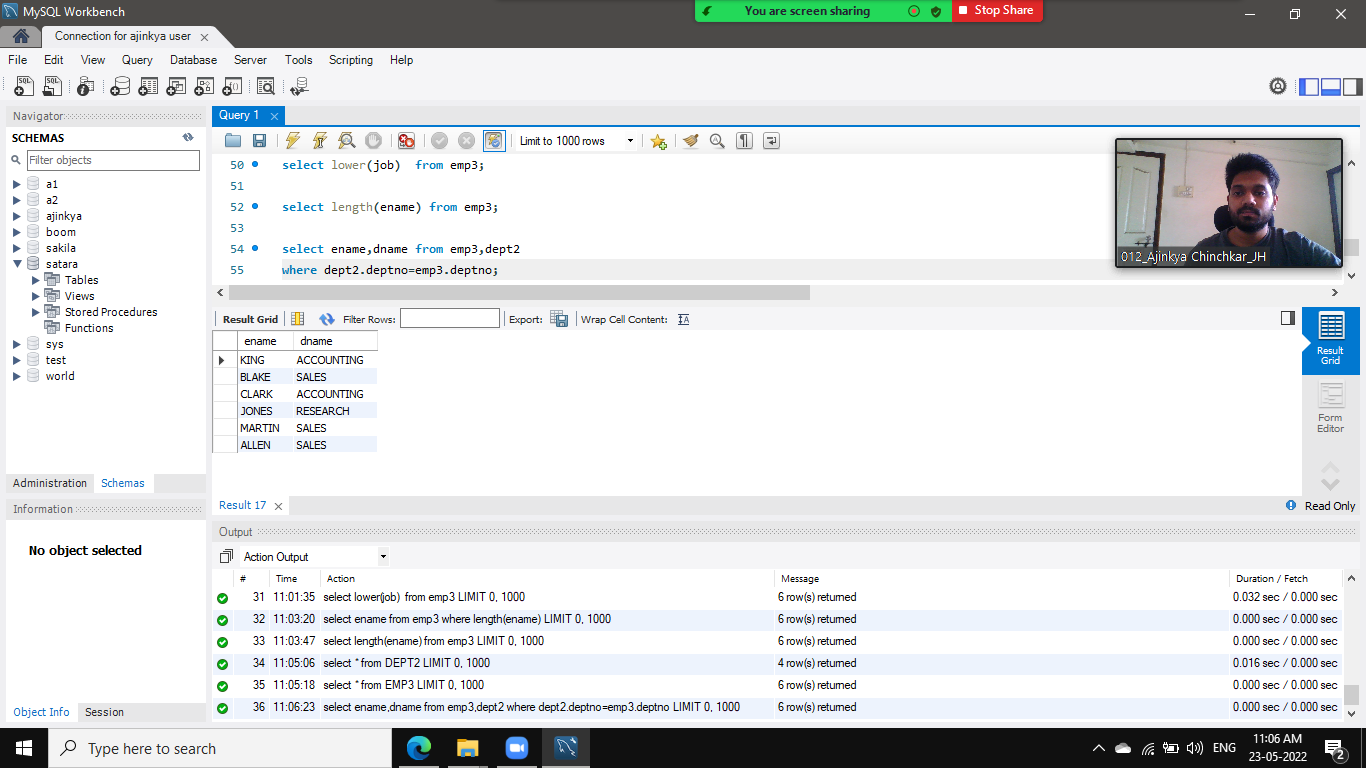 MySQL Workbench
You are screen sharing
Stop Share
Connection for ajinkya user
File Edit View Query Database Server Tools Scripting Help
Navigator
SCHEMAS
Filter objects
a1
a2
ajinkya
boom
sakila
satara
Tables
Views
Stored Procedures
Functions
sys
test
world
Administration Schemas
Information
No object selected
Object Info Session
Query 1
Limit to 1000 rows
50 select lower(job)  from emp3;
51
52 select length(ename) from emp3;
53
54 select ename,dname from emp3,dept2
55 where dept2.deptno=emp3.deptno;
012_Ajinkya Chinchkar_JH
Result Grid Filter Rows: Export: Wrap Cell Content:
ename dname
KING ACCOUNTING
BLAKE SALES
CLARK ACCOUNTING
JONES RESEARCH
MARTIN SALES
ALLEN SALES
Result
Grid
Form
Editor
Result 17
Read Only
Output
Action Output
# Time Action Message Duration / Fetch
31 11:01:35 select lower(job)  from emp3 LIMIT 0, 1000 6 row(s) returned 0.032 sec / 0.000 sec
32 11:03:20 select ename from emp3 where length(ename) LIMIT 0, 1000 6 row(s) returned 0.000 sec / 0.000 sec
33 11:03:47 select length(ename) from emp3 LIMIT 0, 1000 6 row(s) returned 0.000 sec / 0.000 sec
34 11:05:06 select * from DEPT2 LIMIT 0, 1000 4 row(s) returned 0.016 sec / 0.000 sec
35 11:05:18 select * from EMP3 LIMIT 0, 1000 6 row(s) returned 0.000 sec / 0.000 sec
36 11:06:23 select ename,dname from emp3,dept2 where dept2.deptno=emp3.deptno LIMIT 0, 1000 6 row(s) returned 0.000 sec / 0.000 sec
Type here to search
ENG
11:06 AM
23-05-2022
2